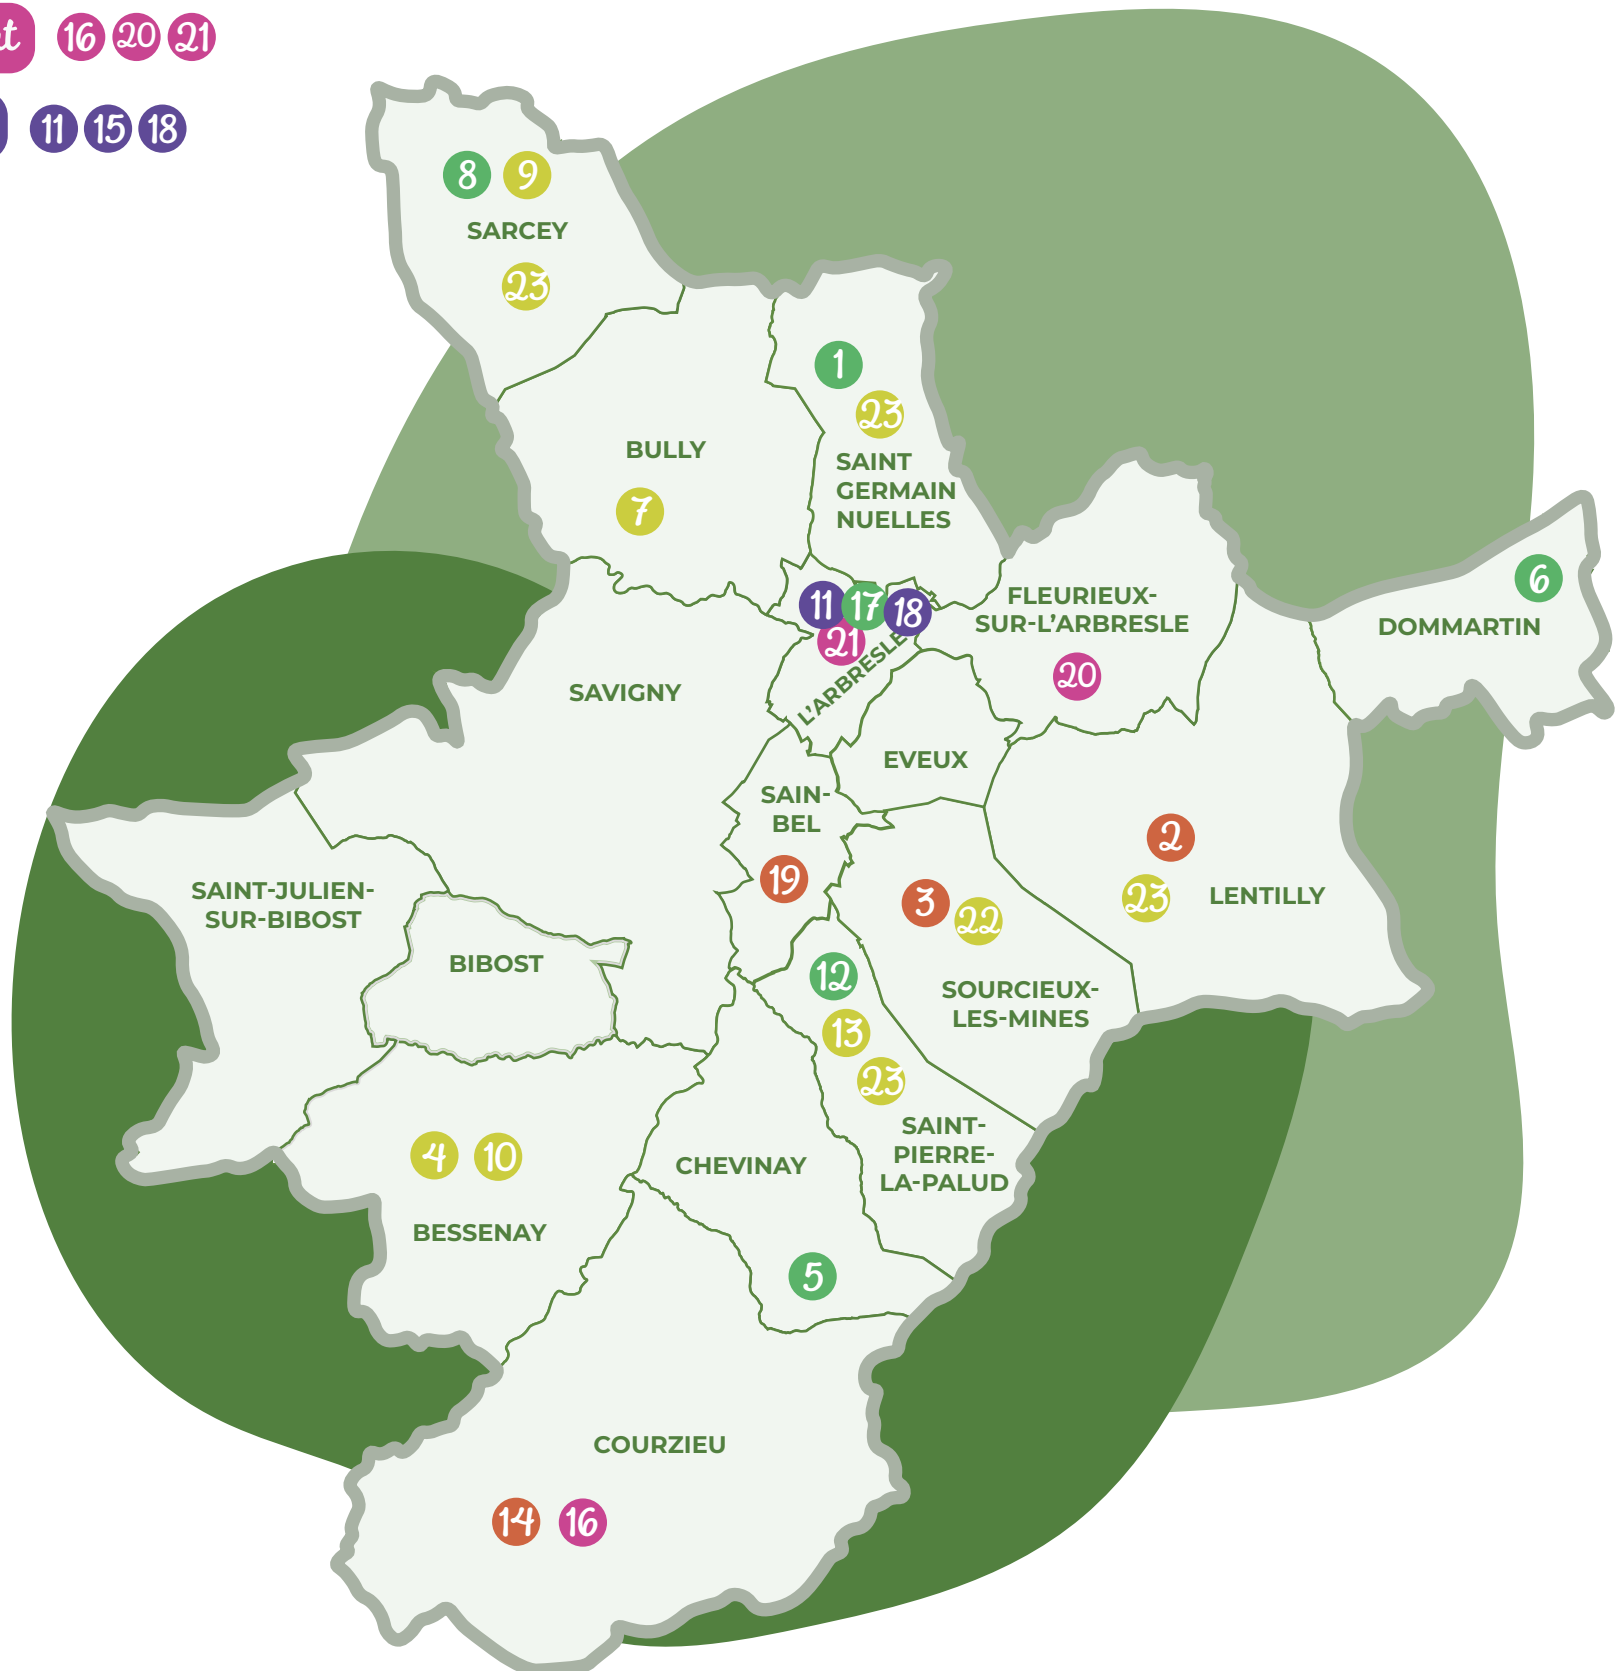 16 20 21
11 15 18
8 9
SARCEY
23
1
23
SAINT
GERMAIN
NUELLES
BULLY
7
11 17 18
21
L'ARBRESLE
FLEURIEUX-
SUR-L'ARBRESLE
20
6
DOMMARTIN
SAVIGNY
EVEUX
SAIN-
BEL
19
2
23 LENTILLY
3 22
SOURCIEUX-
LES-MINES
SAINT-JULIEN-
SUR-BIBOST
BIBOST
12
13
23
SAINT-
PIERRE-
LA-PALUD
4 10
BESSENAY
CHEVINAY
5
COURZIEU
14 16